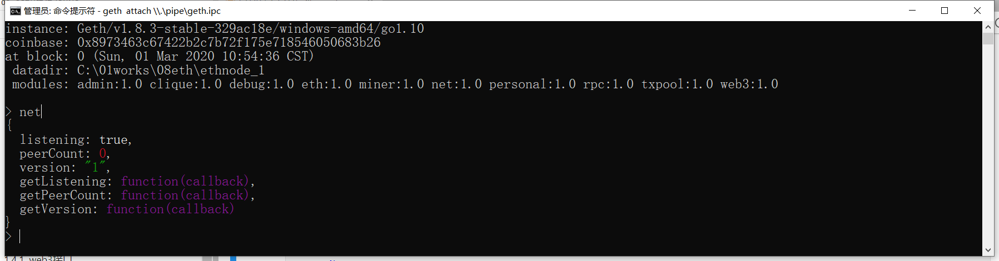 管理员: 命令提示符 - geth  attach \\.\pipe\geth.ipc
instance: Geth/v1.8.3-stable-329ac18e/windows-amd64/go1.10
coinbase: 0x8973463c67422b2c7b72f175e718546050683b26
at block: 0 (Sun, 01 Mar 2020 10:54:36 CST)
 datadir: C:\01works\08eth\ethnode_1
 modules: admin:1.0 clique:1.0 debug:1.0 eth:1.0 miner:1.0 net:1.0 personal:1.0 rpc:1.0 txpool:1.0 web3:1.0
> net
{
  listening: true,
  peerCount: 0,
  version: "1",
  getListening: function(callback),
  getPeerCount: function(callback),
  getVersion: function(callback)
}
>